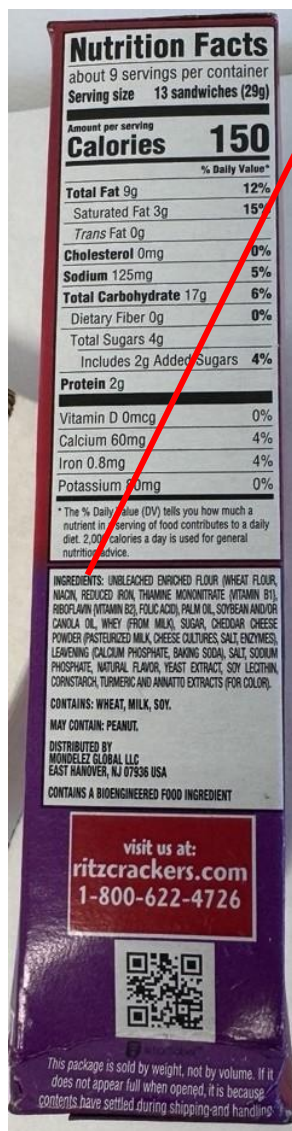 Nutrition Facts
about 9 servings per container
Serving size 13 sandwiches (29g)
Amount per serving
Calories 150
% Daily Value*
Total Fat 9g 12%
Saturated Fat 3g 15%
Trans Fat 0g
Cholesterol 0mg 0%
Sodium 125mg 5%
Total Carbohydrate 17g 6%
Dietary Fiber 0g 0%
Total Sugars 4g
Includes 2g Added Sugars 4%
Protein 2g
Vitamin D 0mcg 0%
Calcium 60mg 4%
Iron 0.8mg 4%
Potassium 0%
* The % Daily Value (DV) tells you how much a
nutrient in a serving of food contributes to a daily
diet. 2,000 calories a day is used for general
nutrition advice.
INGREDIENTS: UNBLEACHED ENRICHED FLOUR (WHEAT FLOUR,
NIACIN, REDUCED IRON, THIAMINE MONONITRATE (VITAMIN B1),
RIBOFLAVIN (VITAMIN B2), FOLIC ACID), PALM OIL, SOYBEAN AND/OR
CANOLA OIL, WHEY (FROM MILK), SUGAR, CHEDDAR CHEESE
POWDER (PASTEURIZED MILK, CHEESE CULTURES, SALT, ENZYMES),
LEAVENING (CALCIUM PHOSPHATE, BAKING SODA), SALT, SODIUM
PHOSPHATE, NATURAL FLAVOR, YEAST EXTRACT, SOY LECITHIN,
CORNSTARCH, TURMERIC AND ANNATTO EXTRACTS (FOR COLOR).
CONTAINS: WHEAT, MILK, SOY.
MAY CONTAIN: PEANUT.
DISTRIBUTED BY
MONDELEZ GLOBAL LLC
EAST HANOVER, NJ 07936 USA
CONTAINS A BIOENGINEERED FOOD INGREDIENT
visit us at:
ritzcrackers.com
1-800-622-4726
This package is sold by weight, not by volume. If it
does not appear full when opened, it is because
contents have settled during shipping and handling